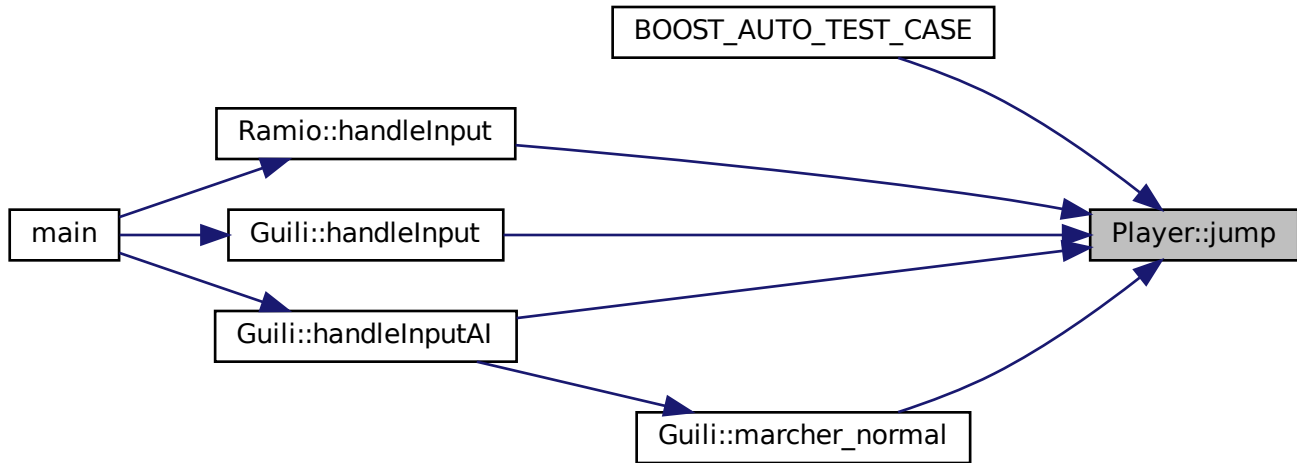 BOOST_AUTO_TEST_CASE
Ramio::handleInput
main
Guili::handleInput
Player::jump
Guili::handleInputAI
Guili::marcher_normal